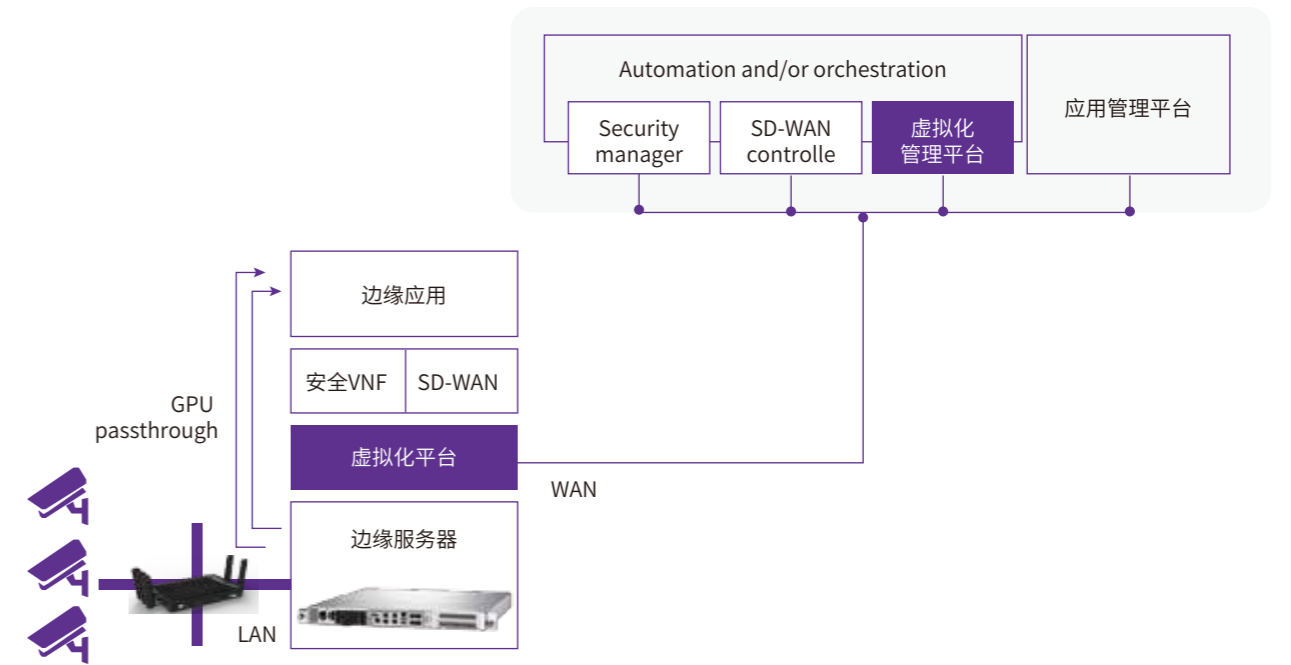 Automation and/or orchestration
Security
manager
SD-WAN
controlle
虚拟化
管理平台
应用管理平台
边缘应用
安全VNF
SD-WAN
GPU
passthrough
虚拟化平台
WAN
边缘服务器
LAN